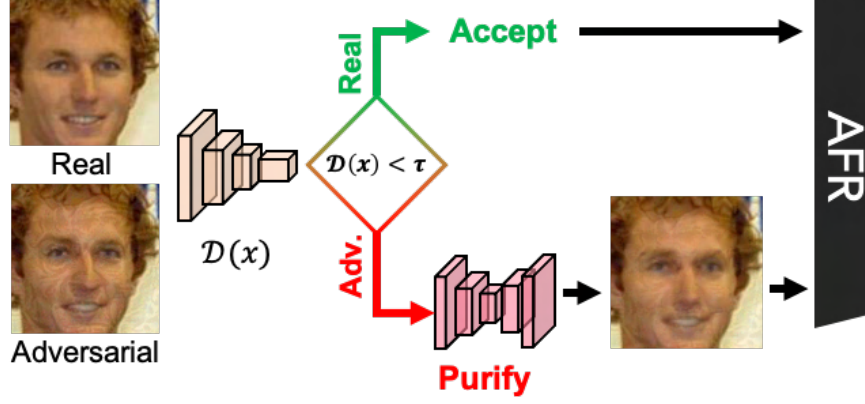 Real
Accept
Real
𝒟(x) < τ
AFR
𝒟(x)
Adv.
Adversarial
Purify